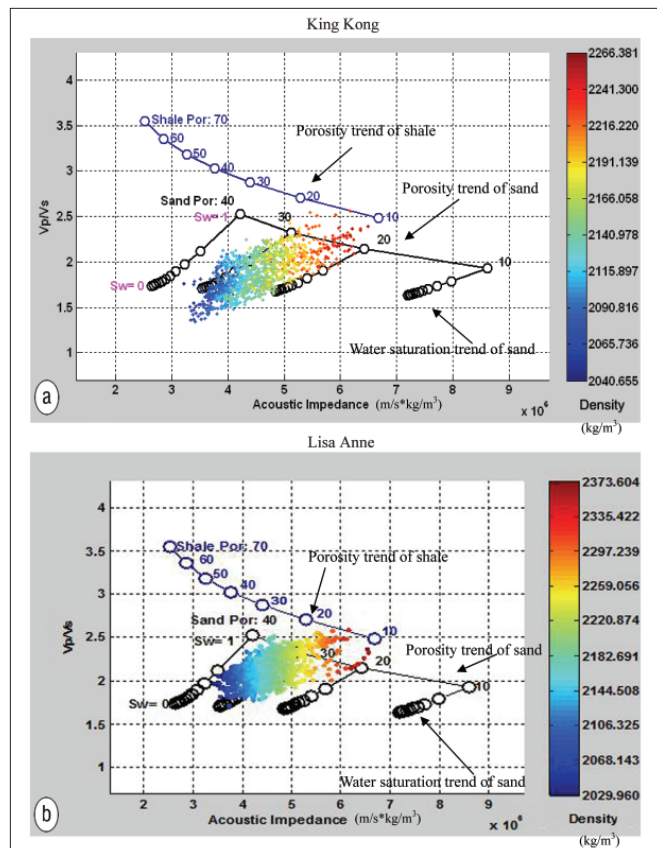 King Kong
4
3.5
3
2.5
2
1.5
1
Vp/Vs
Shale Por: 70
60
50
40
30
20
10
Porosity trend of shale
Sand Por: 40
30
20
10
Porosity trend of sand
Sw= 1
Sw= 0
Water saturation trend of sand
2 3 4 5 6 7 8 9
Acoustic Impedance (m/s*kg/m³)
x 10⁶
2266.381
2241.300
2216.220
2191.139
2166.059
2140.978
2115.897
2090.816
2065.736
2040.655
Density
(kg/m³)
a
Lisa Anne
4
3.5
3
2.5
2
1.5
1
Vp/Vs
Shale Por: 70
60
50
40
30
20
10
Porosity trend of shale
Sand Por: 40
30
20
10
Porosity trend of sand
Sw= 1
Sw= 0
Water saturation trend of sand
2 3 4 5 6 7 8 9
Acoustic Impedance (m/s*kg/m³)
x 10⁶
2373.604
2335.422
2297.239
2259.056
2220.874
2182.691
2144.508
2106.325
2068.143
2029.960
Density
(kg/m³)
b